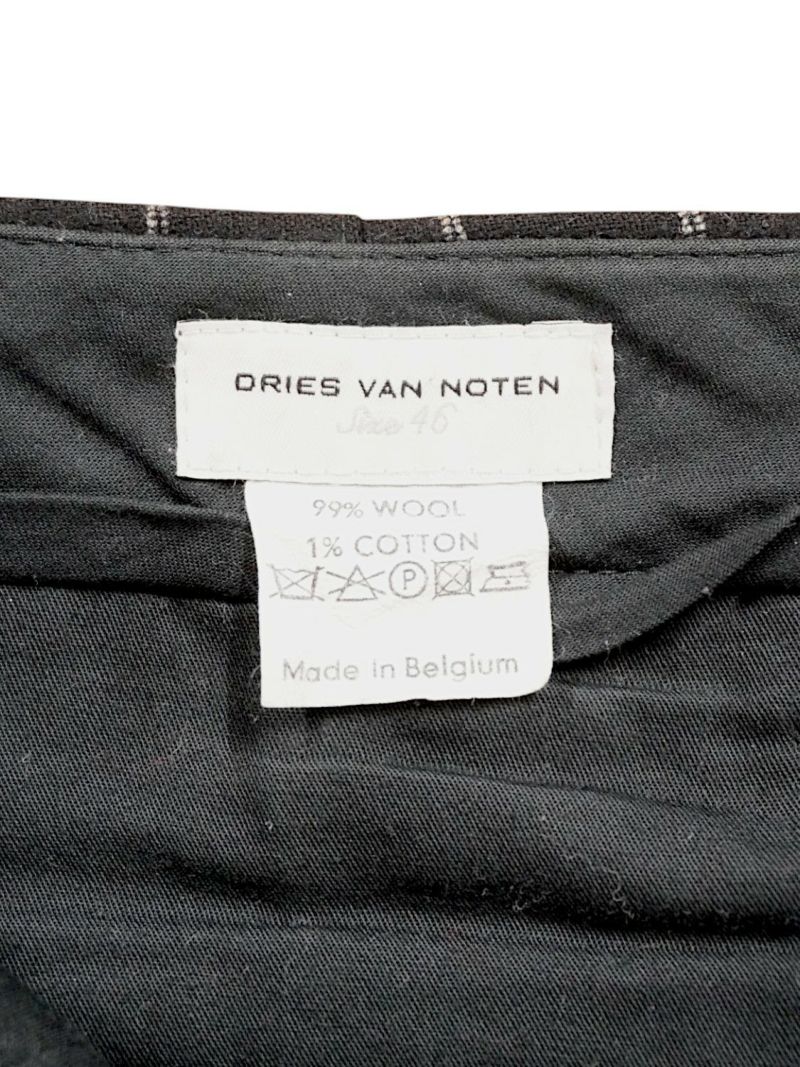 DRIES VAN NOTEN
Size 46
99% WOOL
1% COTTON
P
Made in Belgium